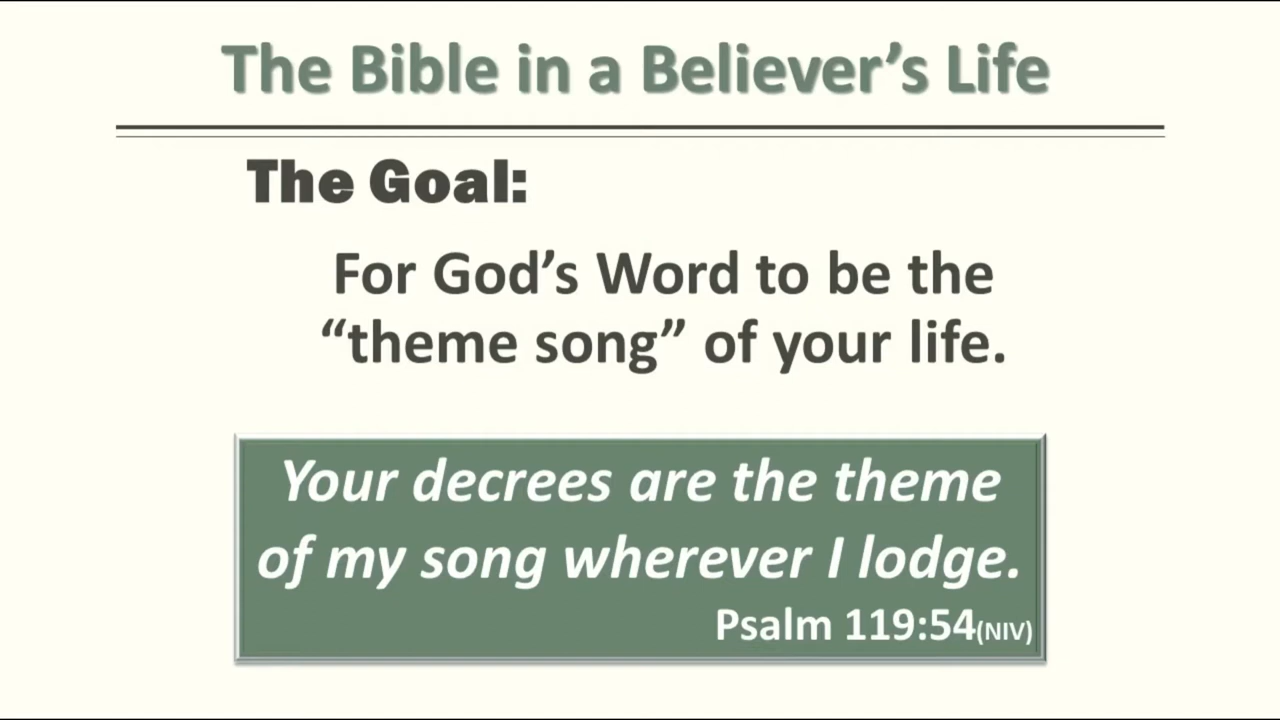 The Bible in a Believer’s Life
The Goal:
For God’s Word to be the
“theme song” of your life.
Your decrees are the theme
of my song wherever I lodge.
Psalm 119:54(NIV)